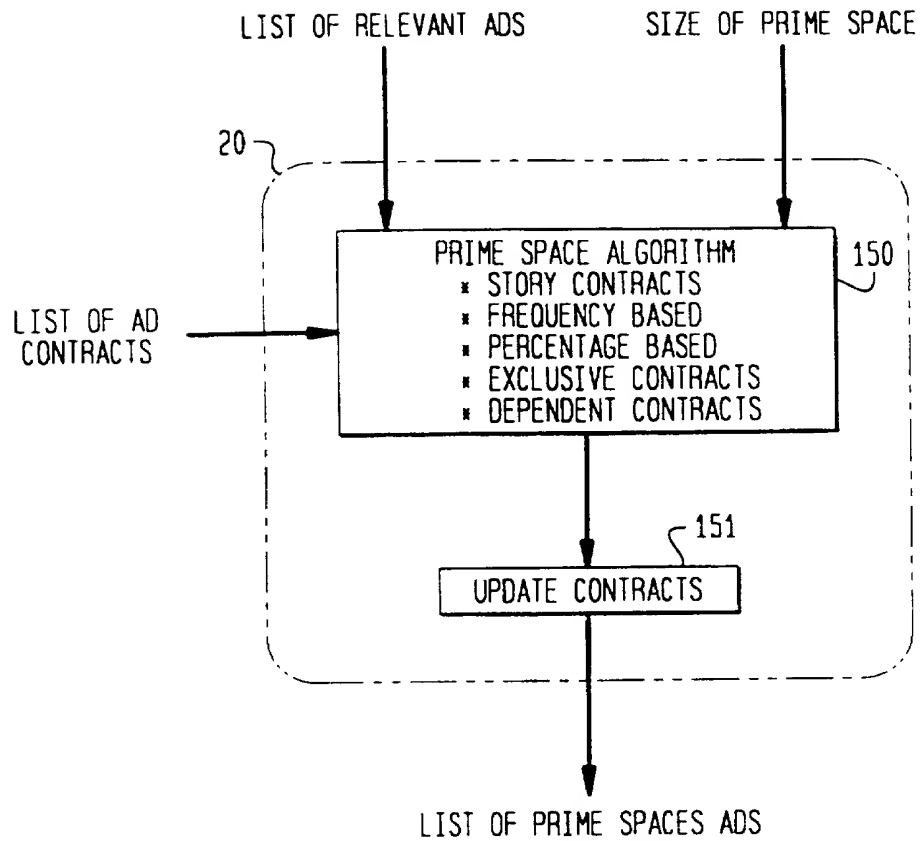 LIST OF RELEVANT ADS
SIZE OF PRIME SPACE
20
PRIME SPACE ALGORITHM
* STORY CONTRACTS
* FREQUENCY BASED
* PERCENTAGE BASED
* EXCLUSIVE CONTRACTS
* DEPENDENT CONTRACTS
150
LIST OF AD
CONTRACTS
151
UPDATE CONTRACTS
LIST OF PRIME SPACES ADS